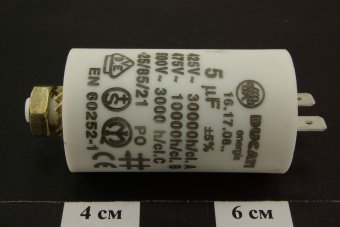 DUCATI
energia
16.17.08..
5 µF ±5%
425V~ 30000h/cl. A
475V~ 10000h/cl. B
500V~ 3000 h/cl.C
-25/85/21 PO
EN 60252-1
4 см
6 см